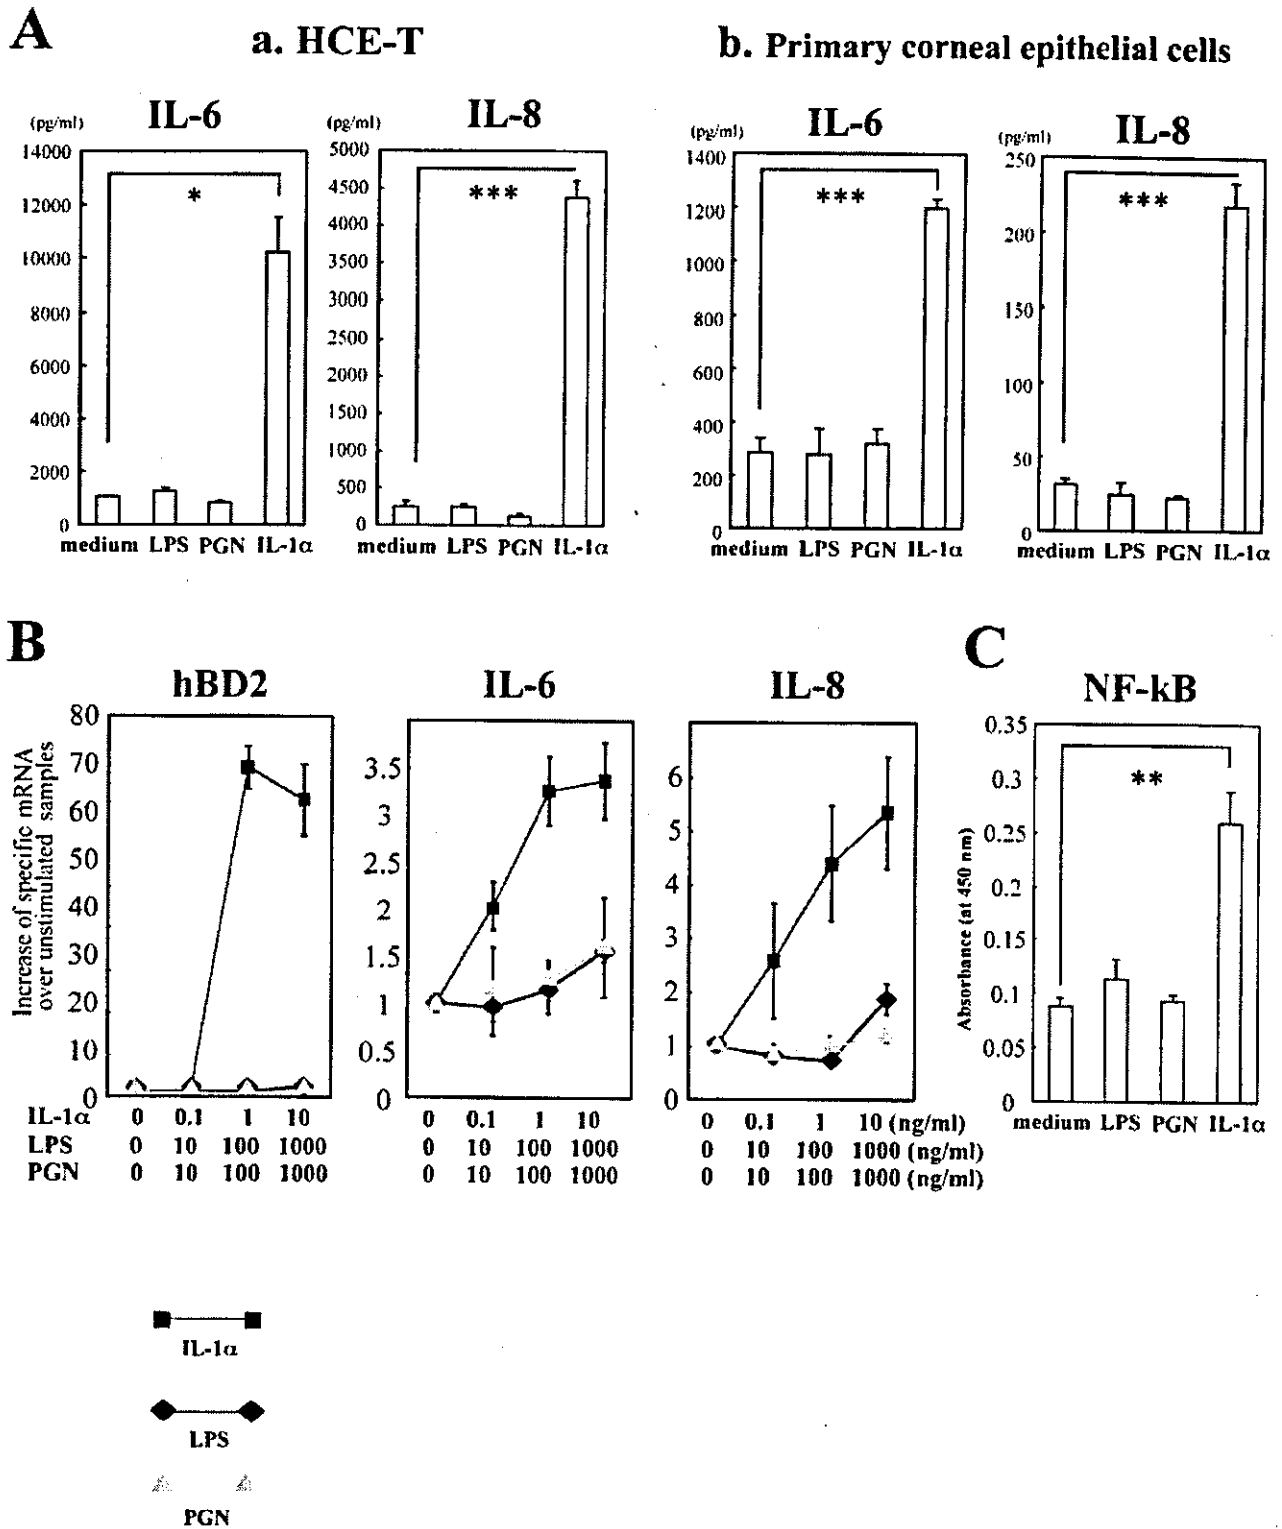 A
a. HCE-T
b. Primary corneal epithelial cells
IL-6
(pg/ml)
14000
12000
10000
8000
6000
4000
2000
0
*
medium LPS PGN IL-1α
IL-8
(pg/ml)
5000
4500
4000
3500
3000
2500
2000
1500
1000
500
0
***
medium LPS PGN IL-1α
IL-6
(pg/ml)
1400
1200
1000
800
600
400
200
0
***
medium LPS PGN IL-1α
IL-8
(pg/ml)
250
200
150
100
50
0
***
medium LPS PGN IL-1α
B
hBD2
Increase of specific mRNA
over unstimulated samples
80
70
60
50
40
30
20
10
0
IL-6
3.5
3
2.5
2
1.5
1
0.5
0
IL-8
6
5
4
3
2
1
0
IL-1α 0 0.1 1 10 0 0.1 1 10 0 0.1 1 10 (ng/ml)
LPS 0 10 100 1000 0 10 100 1000 0 10 100 1000 (ng/ml)
PGN 0 10 100 1000 0 10 100 1000 0 10 100 1000 (ng/ml)
C
NF-kB
Absorbance (at 450 nm)
0.35
0.3
0.25
0.2
0.15
0.1
0.05
0
**
medium LPS PGN IL-1α
IL-1α
LPS
PGN